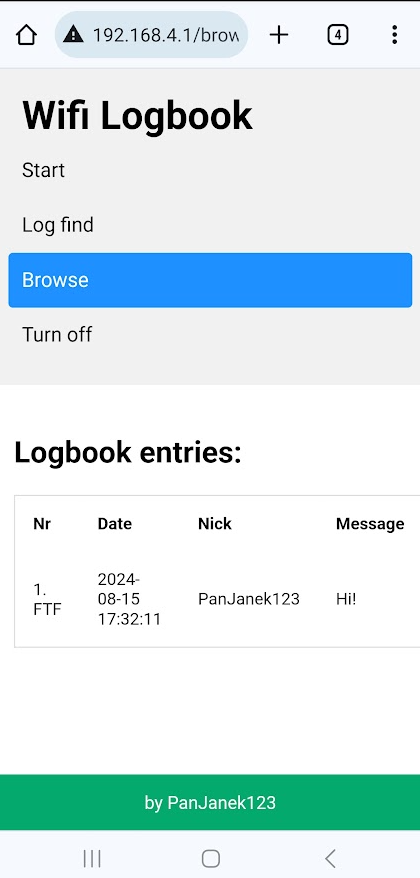 192.168.4.1/brow
4
Wifi Logbook
Start
Log find
Browse
Turn off
Logbook entries:
Nr Date Nick Message
1. FTF 2024-08-15 17:32:11 PanJanek123 Hi!
by PanJanek123